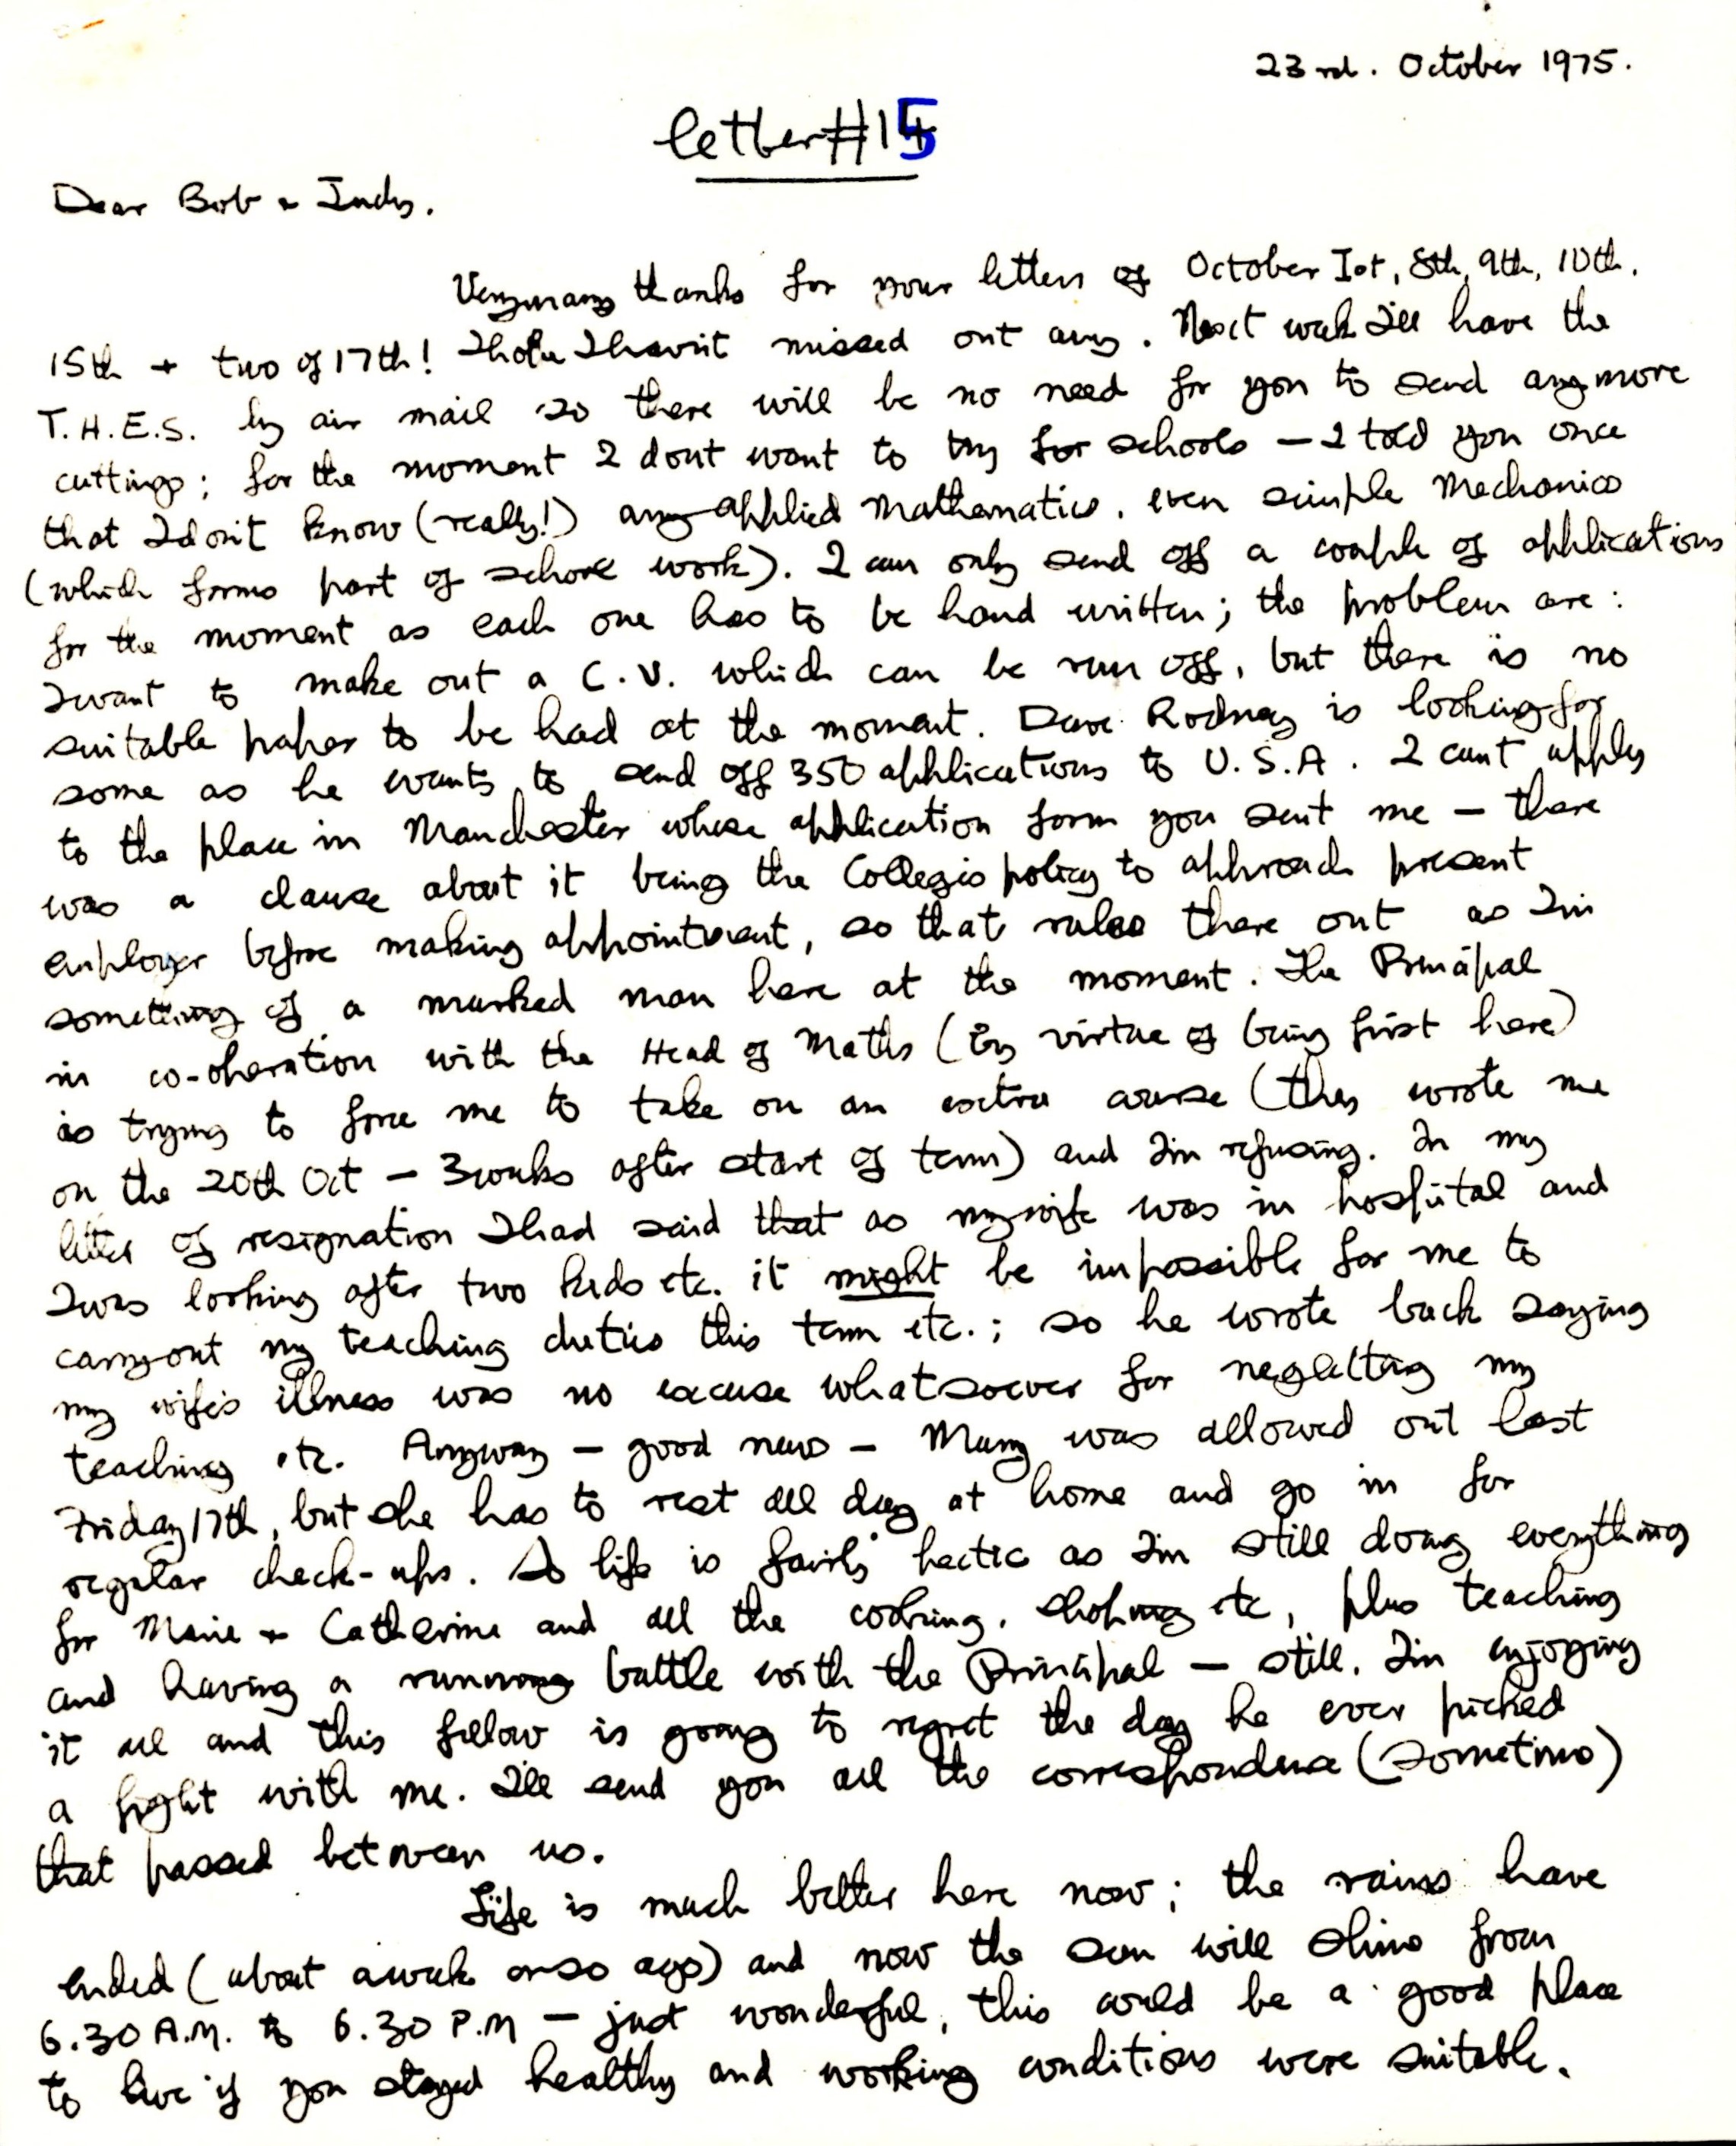 23rd. October 1975.
letter #15
Dear Bob + Judy.
Very many thanks for your letters of October 1st, 8th, 9th, 10th.
15th + two of 17th! I hope I havn't missed out any. Next week I'll have the
T.H.E.S. by air mail so there will be no need for you to send anymore
cuttings; for the moment I dont want to try for schools — I told you once
that I don't know (really!) any applied mathematics, even simple Mechanics
(which forms part of school work). I can only send off a couple of applications
for the moment as each one has to be hand written; the problem are:
I want to make out a C.V. which can be run off, but there is no
suitable paper to be had at the moment. Dave Rodney is looking for
some as he wants to send off 350 applications to U.S.A. I cant apply
to the place in Manchester whose application form you sent me — there
was a clause about it being the College's policy to approach present
employer before making appointment, so that rules there out as I'm
something of a marked man here at the moment. The Principal
in co-operation with the Head of Maths (by virtue of being first here)
is trying to force me to take on an extra course (they wrote me
on the 20th Oct — 3 weeks after start of term) and I'm refusing. In my
letter of resignation I had said that as my wife was in hospital and
I was looking after two kids etc. it might be impossible for me to
carry out my teaching duties this term etc.; so he wrote back saying
my wife's illness was no excuse whatsoever for neglecting my
teaching etc. Anyway — good news — Mary was allowed out last
Friday 17th, but she has to rest all day at home and go in for
regular check-ups. So life is fairly hectic as I'm still doing everything
for Marie + Catherine and all the cooking, shoping etc, plus teaching
and having a running battle with the Principal — still, I'm enjoying
it all and this fellow is going to regret the day he ever picked
a fight with me. I'll send you all the correspondence (sometime)
that passed between us.
Life is much better here now; the rains have
ended (about a week or so ago) and now the sun will shine from
6.30 A.M. to 6.30 P.M — just wonderful, this could be a good place
to live if you stayed healthy and working conditions were suitable.